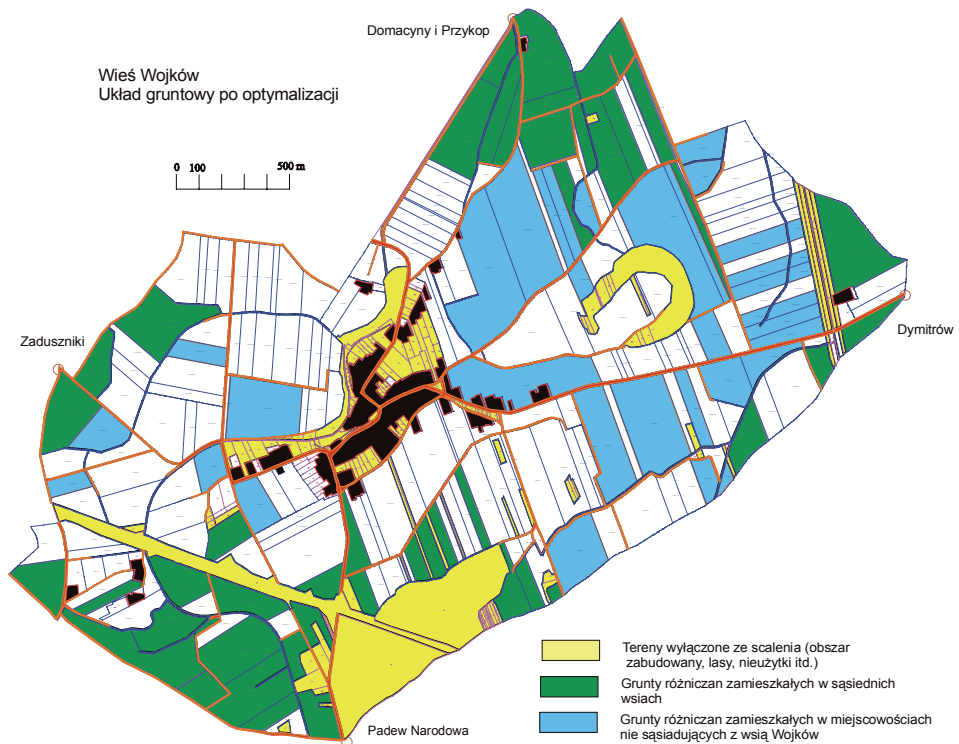 Domacyny i Przykop
Wieś Wojków
Układ gruntowy po optymalizacji
0 100 500 m
Zaduszniki
Dymitrów
Tereny wyłączone ze scalenia (obszar
zabudowany, lasy, nieużytki itd.)
Grunty różniczan zamieszkałych w sąsiednich
wsiach
Grunty różniczan zamieszkałych w miejscowościach
nie sąsiadujących z wsią Wojków
Padew Narodowa